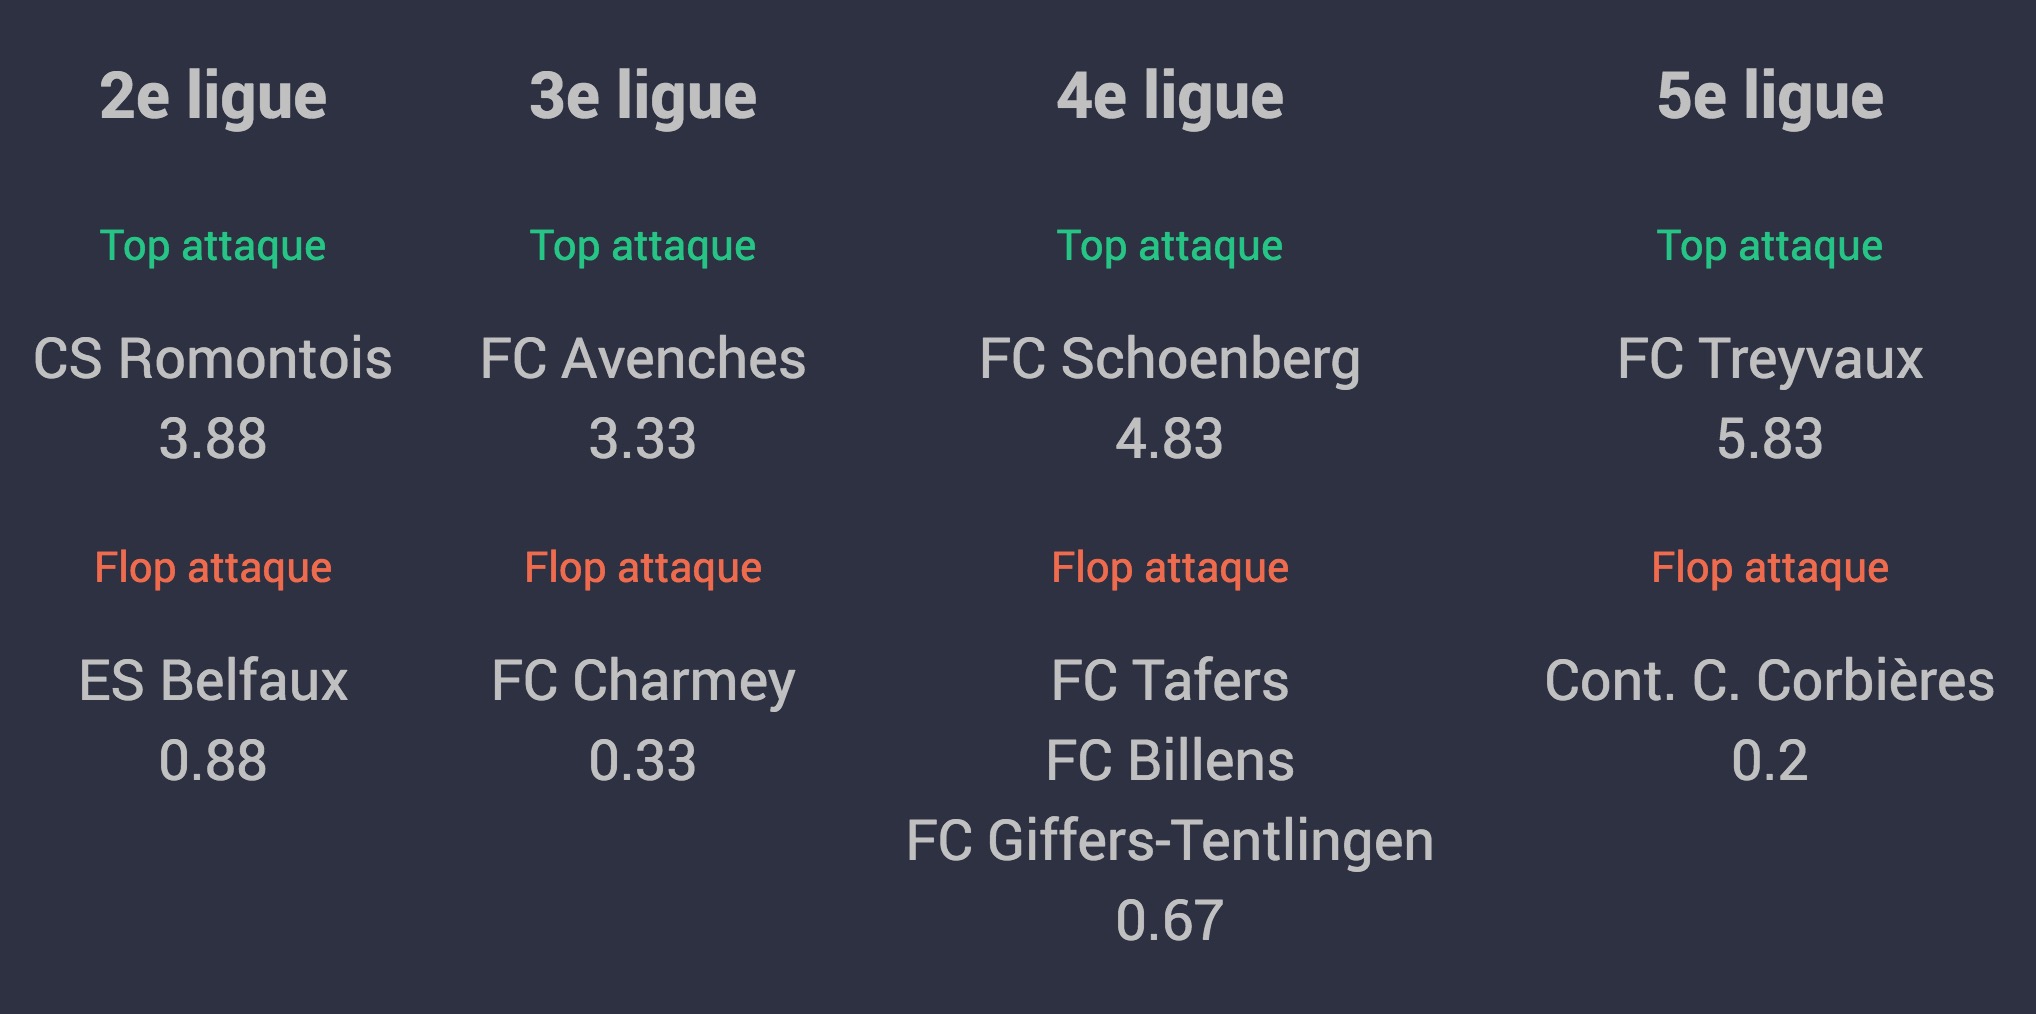 2e ligue
Top attaque
CS Romontois
3.88
Flop attaque
ES Belfaux
0.88
3e ligue
Top attaque
FC Avenches
3.33
Flop attaque
FC Charmey
0.33
4e ligue
Top attaque
FC Schoenberg
4.83
Flop attaque
FC Tafers
FC Billens
FC Giffers-Tentlingen
0.67
5e ligue
Top attaque
FC Treyvaux
5.83
Flop attaque
Cont. C. Corbières
0.2